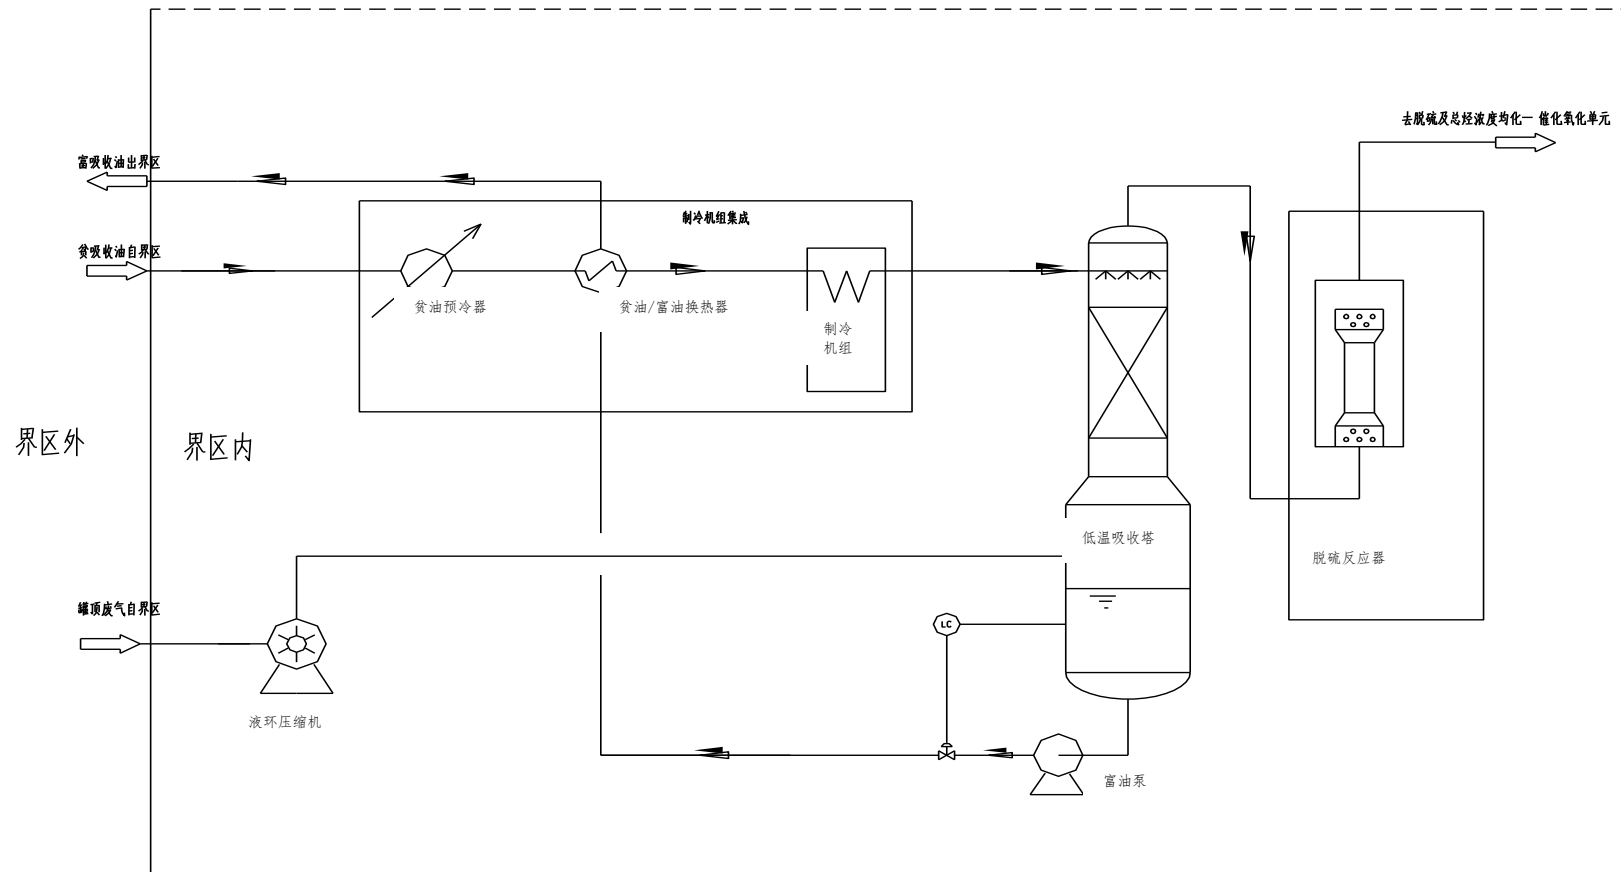 去脱硫及总烃浓度均化一 催化氧化单元
富吸收油出界区
制冷机组集成
贫吸收油自界区
贫油预冷器
贫油/富油换热器
制冷
机组
界区外
界区内
低温吸收塔
脱硫反应器
罐顶废气自界区
LC
液环压缩机
富油泵